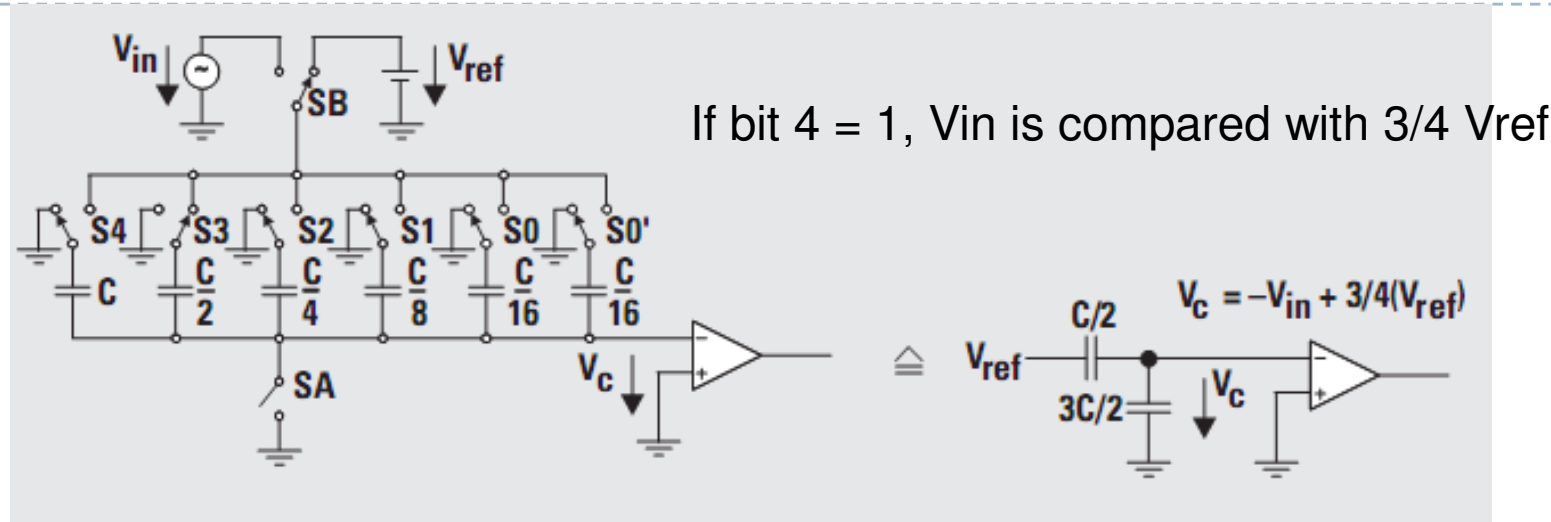 Vin
Vref
SB
If bit 4 = 1, Vin is compared with 3/4 Vref
S4 S3 S2 S1 S0 S0'
C C/2 C/4 C/8 C/16 C/16
SA
Vc
≙
Vref
C/2
3C/2
Vc
Vc = –Vin + 3/4(Vref)